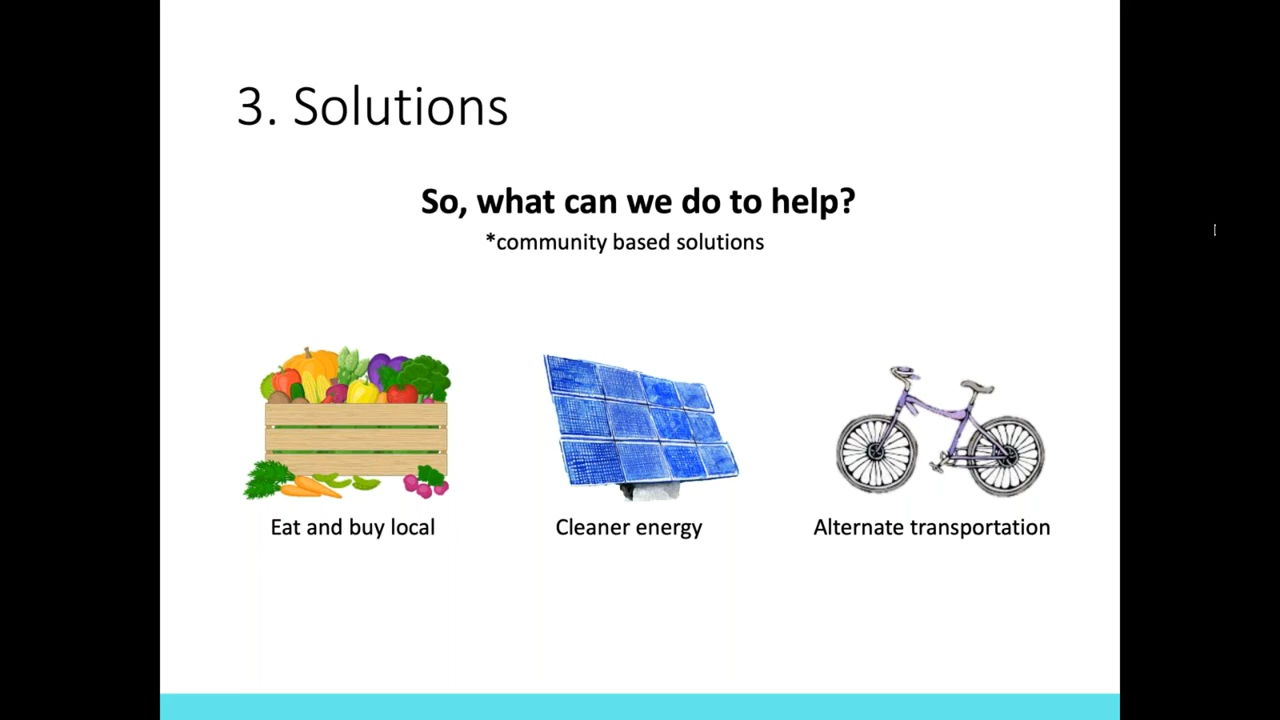 3. Solutions
So, what can we do to help?
*community based solutions
Eat and buy local
Cleaner energy
Alternate transportation